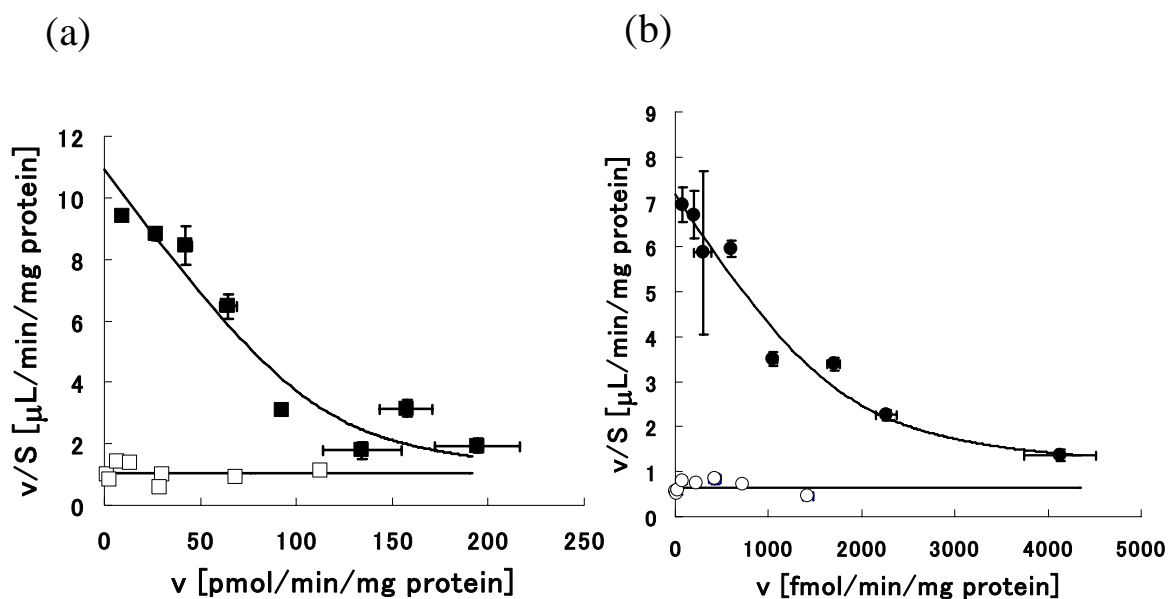 (a)
(b)
v/S [μL/min/mg protein]
12
10
8
6
4
2
0
0 50 100 150 200 250
v [pmol/min/mg protein]
v/S [μL/min/mg protein]
9
8
7
6
5
4
3
2
1
0
0 1000 2000 3000 4000 5000
v [fmol/min/mg protein]